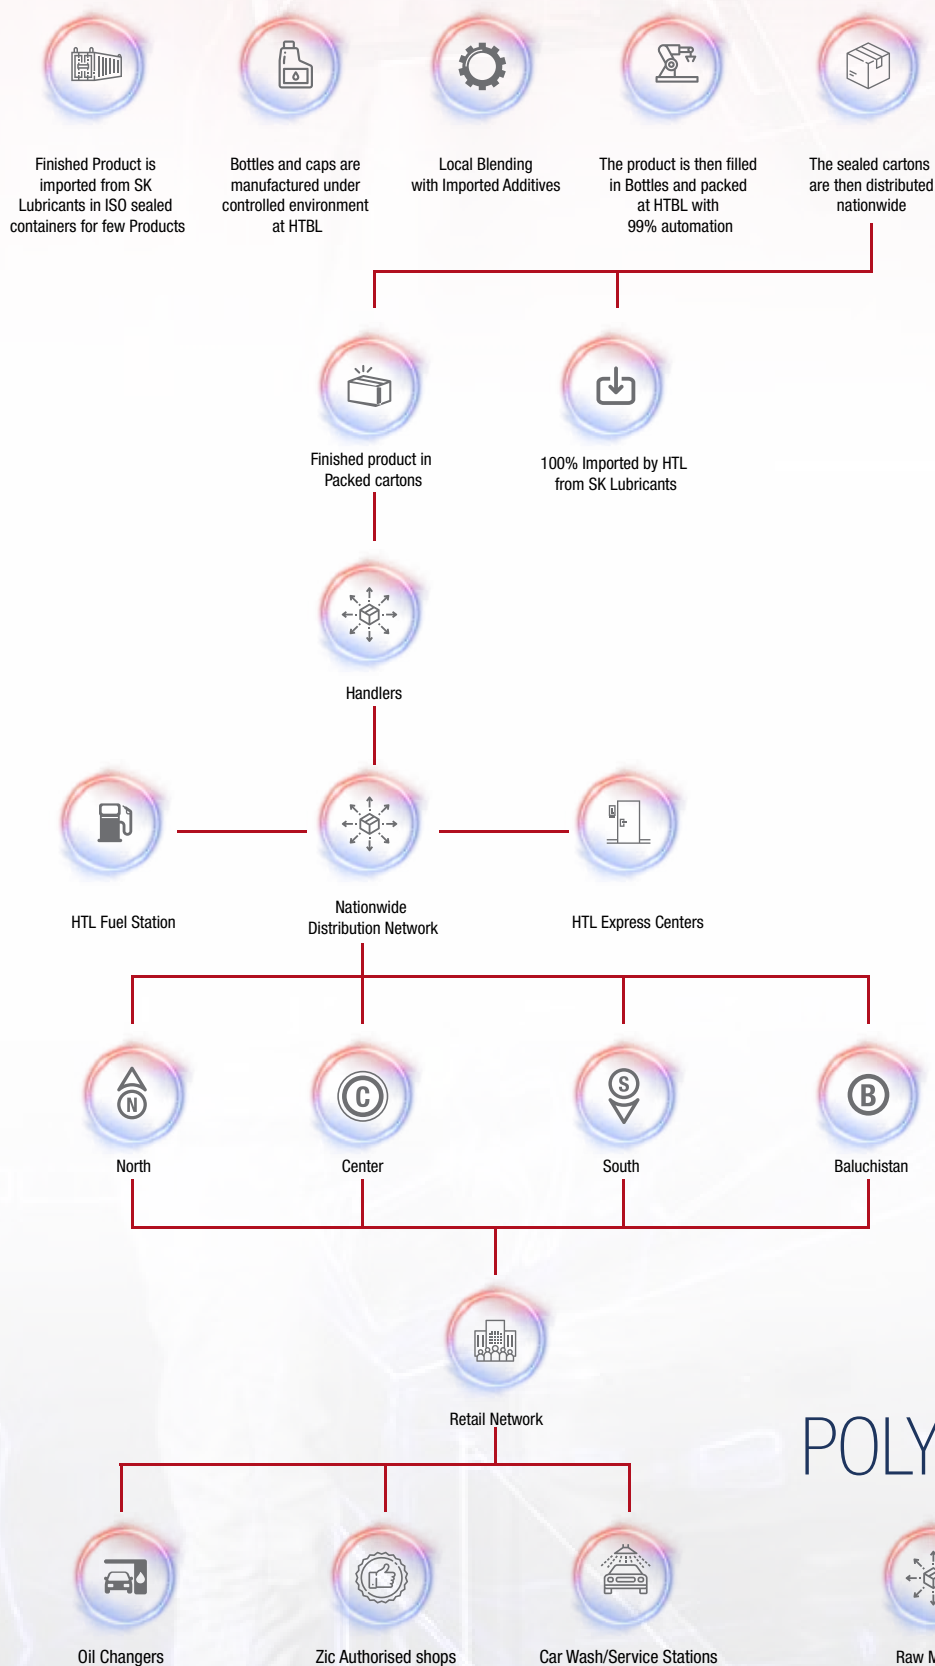 Finished Product is
imported from SK
Lubricants in ISO sealed
containers for few Products
Bottles and caps are
manufactured under
controlled environment
at HTBL
Local Blending
with Imported Additives
The product is then filled
in Bottles and packed
at HTBL with
99% automation
The sealed cartons
are then distributed
nationwide
Finished product in
Packed cartons
100% Imported by HTL
from SK Lubricants
Handlers
HTL Fuel Station
Nationwide
Distribution Network
HTL Express Centers
N
C
S
B
North
Center
South
Baluchistan
Retail Network
POLY
Oil Changers
Zic Authorised shops
Car Wash/Service Stations
Raw M